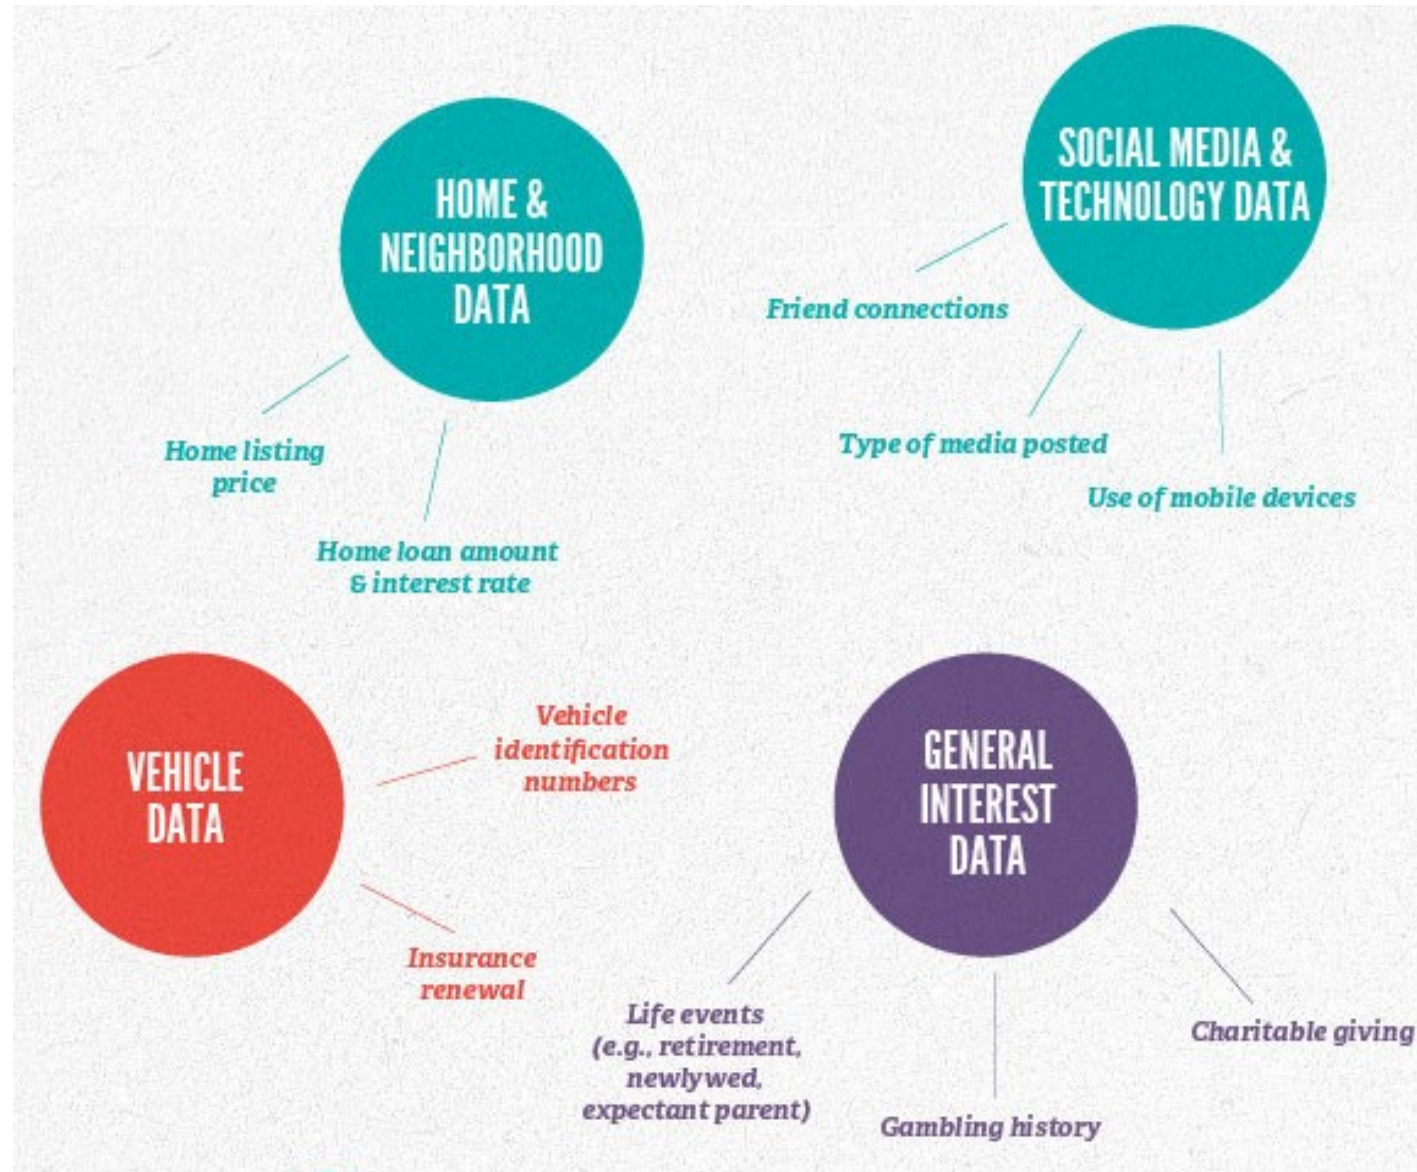 HOME &
NEIGHBORHOOD
DATA
Home listing
price
Home loan amount
& interest rate
SOCIAL MEDIA &
TECHNOLOGY DATA
Friend connections
Type of media posted
Use of mobile devices
VEHICLE
DATA
Vehicle
identification
numbers
Insurance
renewal
GENERAL
INTEREST
DATA
Life events
(e.g., retirement,
newlywed,
expectant parent)
Gambling history
Charitable giving